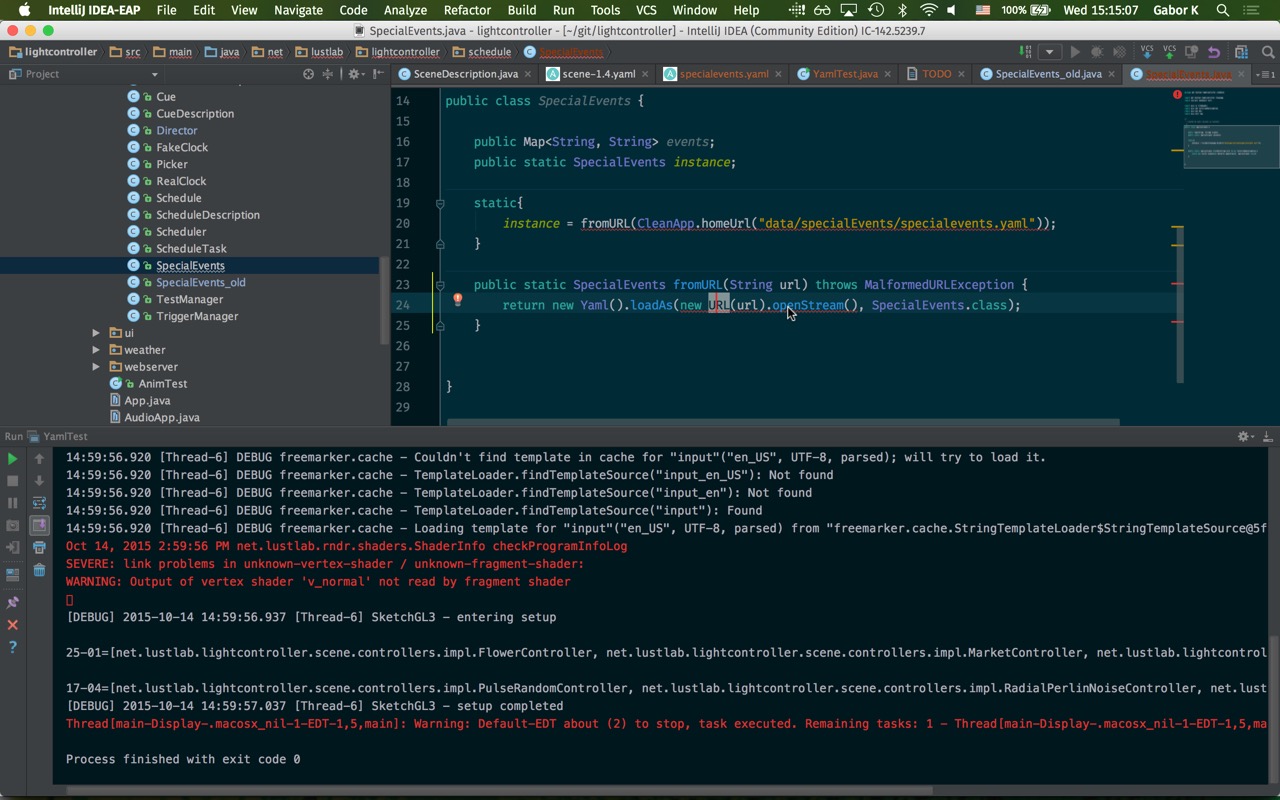 IntelliJ IDEA-EAP File Edit View Navigate Code Analyze Refactor Build Run Tools VCS Window Help 100% Wed 15:15:07 Gabor K
SpecialEvents.java - lightcontroller - [~/git/lightcontroller] - IntelliJ IDEA (Community Edition) IC-142.5239.7
lightcontroller src main java net lustlab lightcontroller schedule SpecialEvents VCS VCS
Project
SceneDescription.java scene-1.4.yaml specialevents.yaml YamlTest.java TODO SpecialEvents_old.java SpecialEvents.java
Cue
CueDescription
Director
FakeClock
Picker
RealClock
Schedule
ScheduleDescription
Scheduler
ScheduleTask
SpecialEvents
SpecialEvents_old
TestManager
TriggerManager
ui
weather
webserver
AnimTest
App.java
AudioApp.java
14 public class SpecialEvents {
15
16 public Map<String, String> events;
17 public static SpecialEvents instance;
18
19 static{
20 instance = fromURL(CleanApp.homeUrl("data/specialEvents/specialevents.yaml"));
21 }
22
23 public static SpecialEvents fromURL(String url) throws MalformedURLException {
24 return new Yaml().loadAs(new URL(url).openStream(), SpecialEvents.class);
25 }
26
27
28 }
29
Run YamlTest
14:59:56.920 [Thread-6] DEBUG freemarker.cache - Couldn't find template in cache for "input"("en_US", UTF-8, parsed); will try to load it.
14:59:56.920 [Thread-6] DEBUG freemarker.cache - TemplateLoader.findTemplateSource("input_en_US"): Not found
14:59:56.920 [Thread-6] DEBUG freemarker.cache - TemplateLoader.findTemplateSource("input_en"): Not found
14:59:56.920 [Thread-6] DEBUG freemarker.cache - TemplateLoader.findTemplateSource("input"): Found
14:59:56.920 [Thread-6] DEBUG freemarker.cache - Loading template for "input"("en_US", UTF-8, parsed) from "freemarker.cache.StringTemplateLoader$StringTemplateSource@5f
Oct 14, 2015 2:59:56 PM net.lustlab.rndr.shaders.ShaderInfo checkProgramInfoLog
SEVERE: link problems in unknown-vertex-shader / unknown-fragment-shader:
WARNING: Output of vertex shader 'v_normal' not read by fragment shader
[DEBUG] 2015-10-14 14:59:56.937 [Thread-6] SketchGL3 - entering setup
25-01=[net.lustlab.lightcontroller.scene.controllers.impl.FlowerController, net.lustlab.lightcontroller.scene.controllers.impl.MarketController, net.lustlab.lightcontrol
17-04=[net.lustlab.lightcontroller.scene.controllers.impl.PulseRandomController, net.lustlab.lightcontroller.scene.controllers.impl.RadialPerlinNoiseController, net.lust
[DEBUG] 2015-10-14 14:59:57.037 [Thread-6] SketchGL3 - setup completed
Thread[main-Display-.macosx_nil-1-EDT-1,5,main]: Warning: Default-EDT about (2) to stop, task executed. Remaining tasks: 1 - Thread[main-Display-.macosx_nil-1-EDT-1,5,ma
Process finished with exit code 0